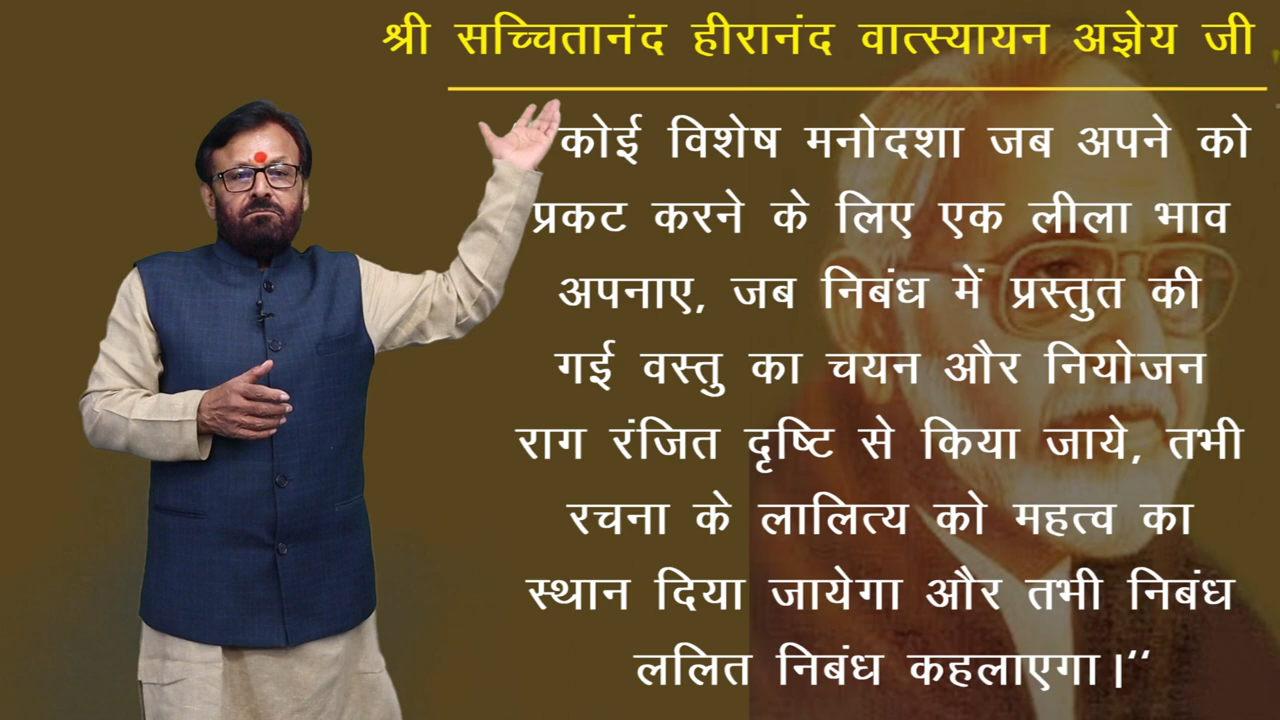 श्री सच्चितानंद हीरानंद वात्स्यायन अज्ञेय जी
कोई विशेष मनोदशा जब अपने को
प्रकट करने के लिए एक लीला भाव
अपनाए, जब निबंध में प्रस्तुत की
गई वस्तु का चयन और नियोजन
राग रंजित दृष्टि से किया जाये, तभी
रचना के लालित्य को महत्व का
स्थान दिया जायेगा और तभी निबंध
ललित निबंध कहलाएगा।‘‘